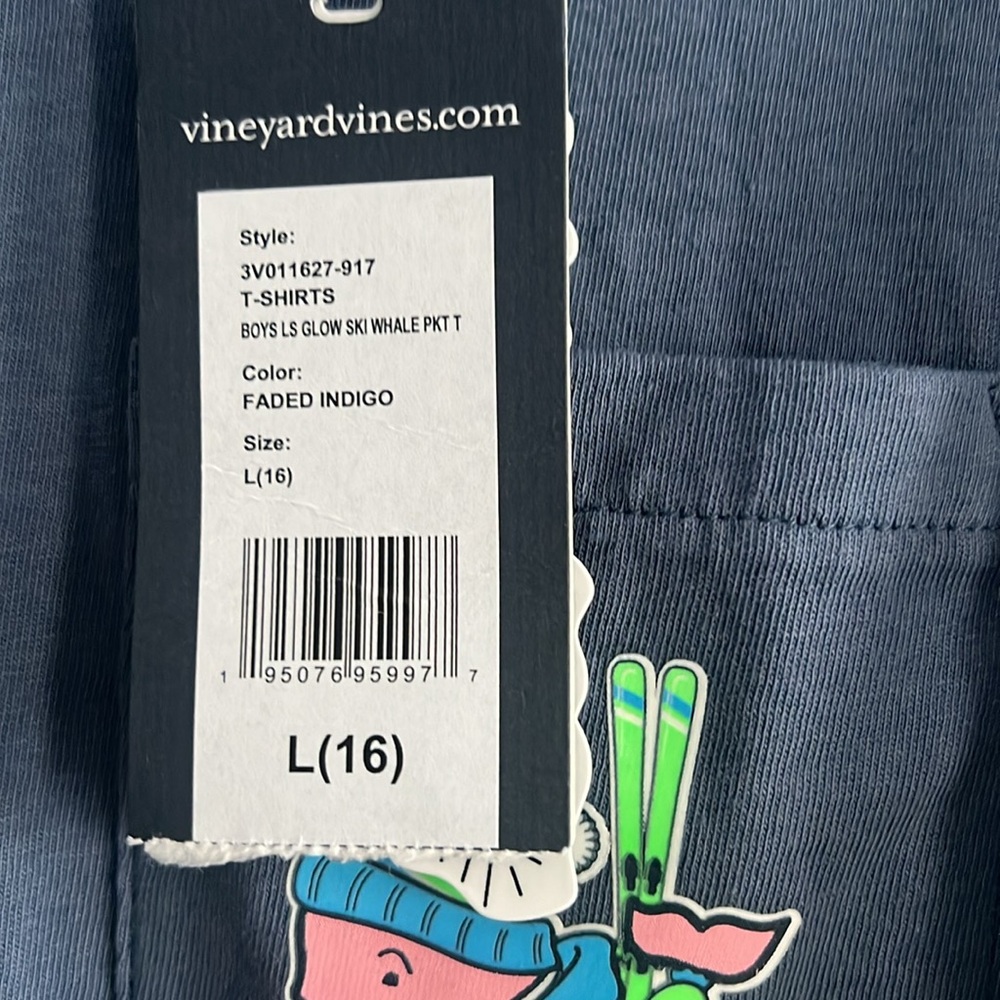 vineyardvines.com
Style:
3V011627-917
T-SHIRTS
BOYS LS GLOW SKI WHALE PKT T
Color:
FADED INDIGO
Size:
L(16)
1 95076 95997 7
L(16)